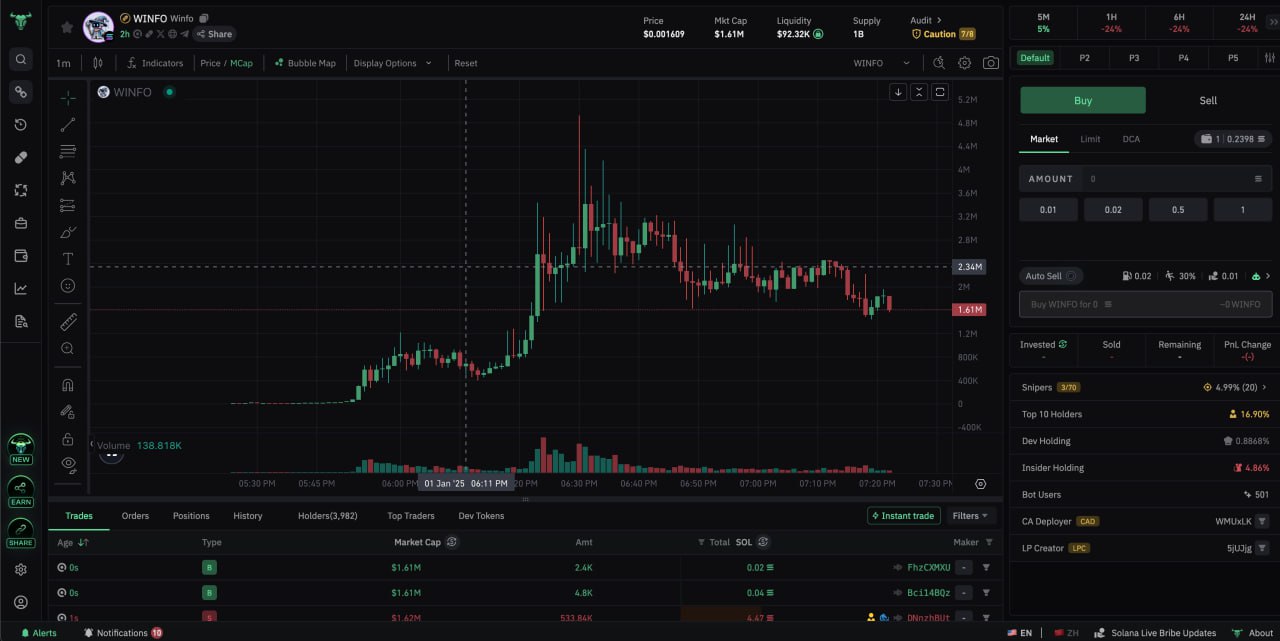 WINFO Winfo
2h Share
Price Mkt Cap Liquidity Supply Audit
$0.001609 $1.61M $92.32K 1B Caution 7/8
5M 1H 6H 24H
5% -24% -24% -24%
1m Indicators Price / MCap Bubble Map Display Options Reset WINFO
Default P2 P3 P4 P5
WINFO
5.2M
4.8M
4.4M
4M
3.6M
3.2M
2.8M
2.34M
2M
1.61M
1.2M
800K
400K
0
-400K
Volume 138.818K
05:30 PM 05:45 PM 06:00 PM 01 Jan '25 06:11 PM :20 PM 06:30 PM 06:40 PM 06:50 PM 07:00 PM 07:10 PM 07:20 PM 07:30 PM
Buy Sell
Market Limit DCA 1 0.2398
AMOUNT 0
0.01 0.02 0.5 1
Auto Sell 0.02 30% 0.01
Buy WINFO for 0 ~0 WINFO
Invested Sold Remaining PnL Change
- - - -(-)
Snipers 3/70 4.99% (20)
Top 10 Holders 16.90%
Dev Holding 0.8868%
Insider Holding 4.86%
Bot Users 501
CA Deployer CAD WMUxLK
LP Creator LPC 5jUJjg
Trades Orders Positions History Holders(3,982) Top Traders Dev Tokens Instant trade Filters
Age Type Market Cap Amt Total SOL Maker
0s B $1.61M 2.4K 0.02 FhzCXMXU -
0s B $1.61M 4.8K 0.04 Bci14BQz -
1s S $1.62M 533.84K 4.47 DNnzhBUt -
NEW
EARN
SHARE
Alerts Notifications 10 EN ZH Solana Live Bribe Updates About